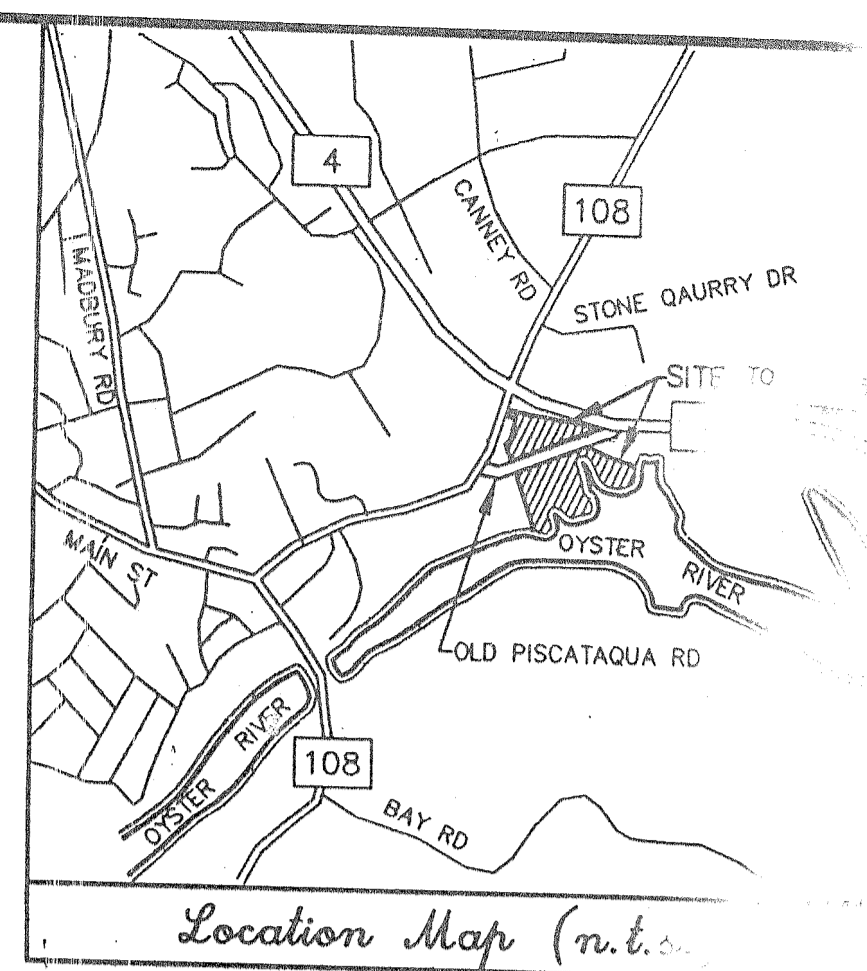 4
108
CANNEY RD
STONE QAURRY DR
MADBURY RD
SITE TO
MAIN ST
OYSTER RIVER
OLD PISCATAQUA RD
OYSTER RIVER
108
BAY RD
Location Map (n.t.s.